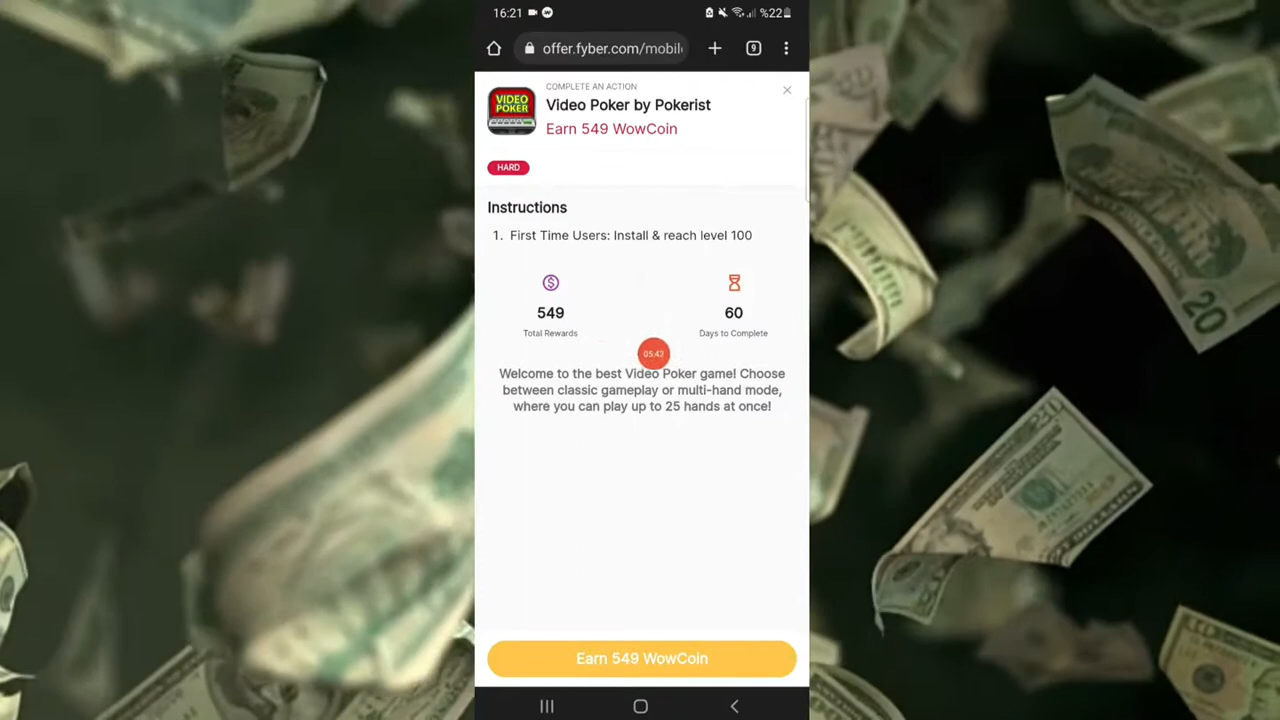 16:21
%22
offer.fyber.com/mobil
9
COMPLETE AN ACTION
VIDEO
POKER
Video Poker by Pokerist
Earn 549 WowCoin
HARD
Instructions
1. First Time Users: Install & reach level 100
549
60
Total Rewards
Days to Complete
05:43
Welcome to the best Video Poker game! Choose
between classic gameplay or multi-hand mode,
where you can play up to 25 hands at once!
Earn 549 WowCoin
20